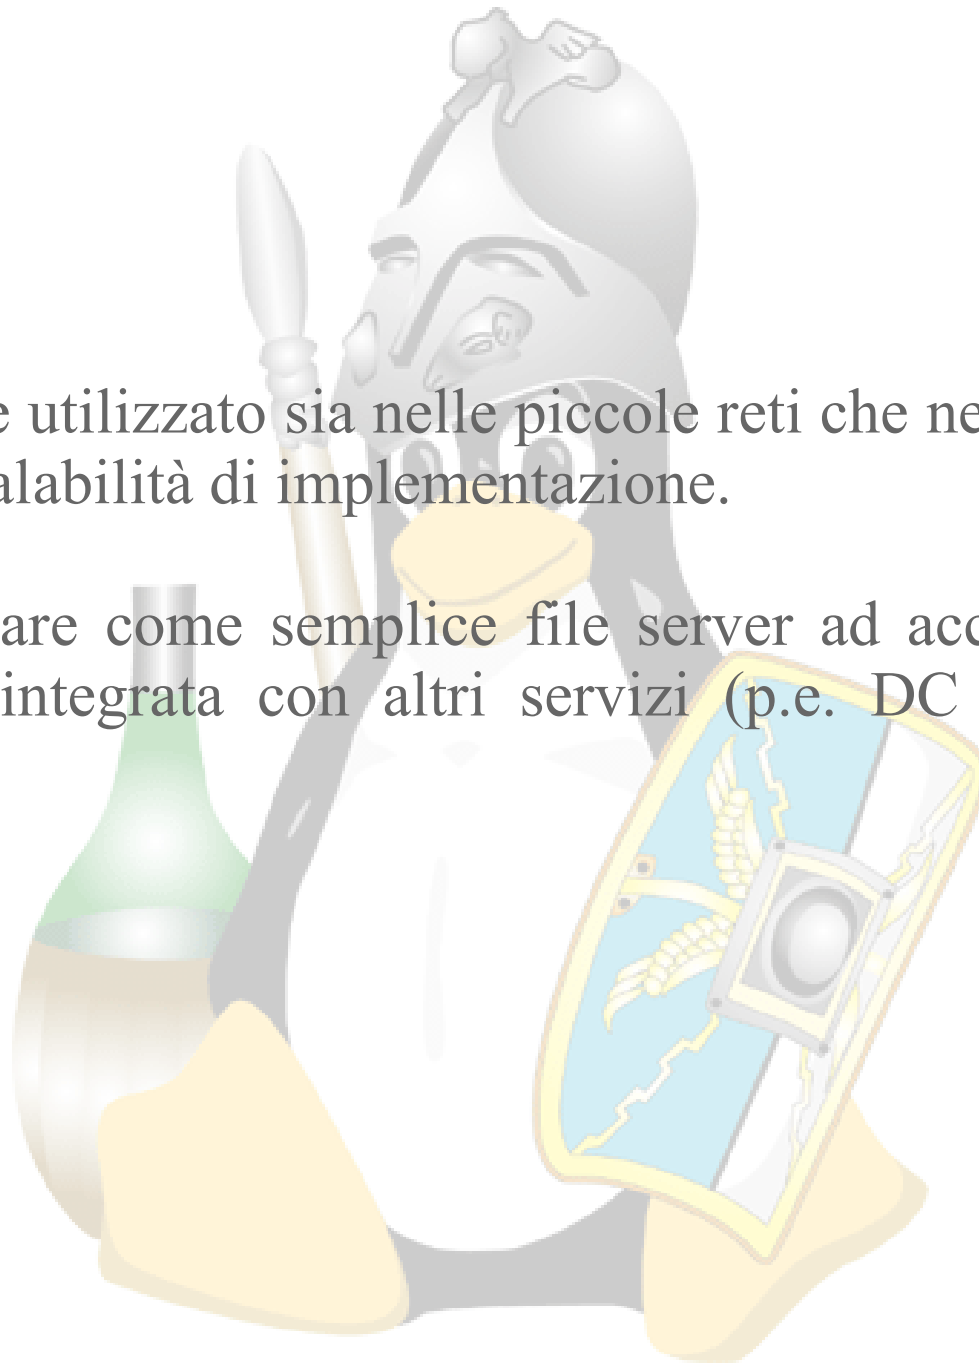 e utilizzato sia nelle piccole reti che ne
alabilità di implementazione.
are come semplice file server ad acc
integrata con altri servizi (p.e. DC